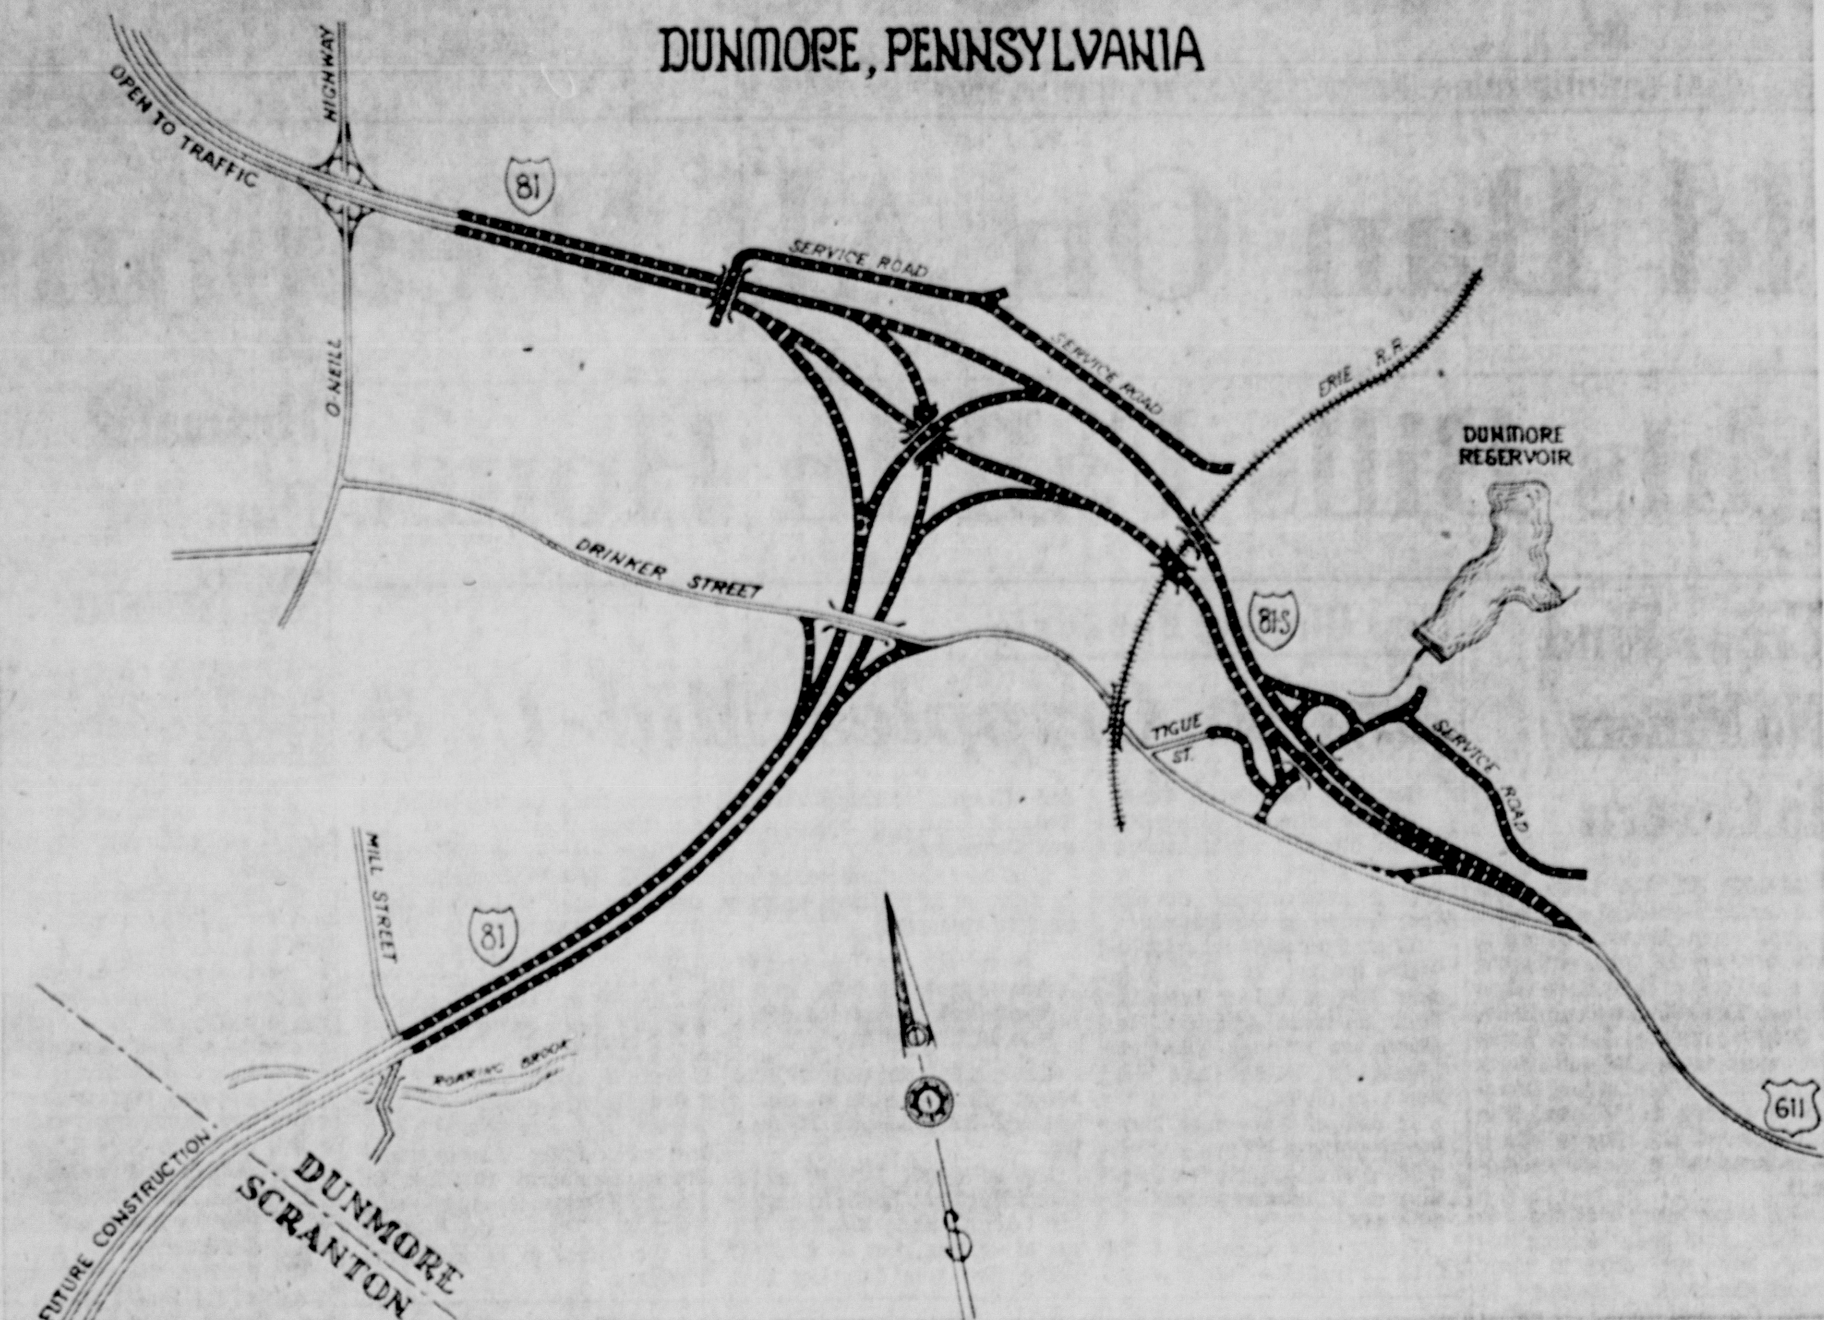 DUNMORE, PENNSYLVANIA
OPEN TO TRAFFIC
HIGHWAY
81
SERVICE ROAD
SERVICE ROAD
O-NEILL
ERIE R.R.
DUNMORE
RESERVOIR
DRINKER STREET
81S
TIGUE
ST.
SERVICE ROAD
MILL STREET
81
ROARING BROOK
611
FUTURE CONSTRUCTION
DUNMORE
SCRANTON
S